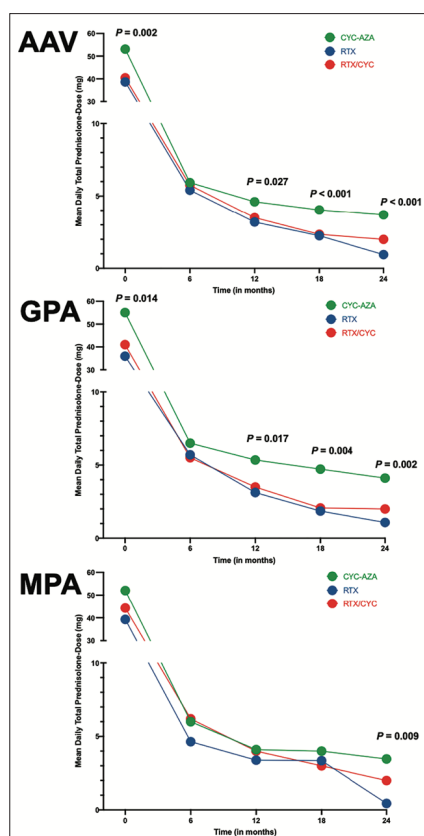 AAV
P = 0.002
CYC-AZA
RTX
RTX/CYC
Mean Daily Total Prednisolone-Dose (mg)
60
50
40
30
10
5
0
P = 0.027
P < 0.001
P < 0.001
0 6 12 18 24
Time (in months)
GPA
P = 0.014
CYC-AZA
RTX
RTX/CYC
Mean Daily Total Prednisolone-Dose (mg)
60
50
40
30
10
5
0
P = 0.017
P = 0.004
P = 0.002
0 6 12 18 24
Time (in months)
MPA
CYC-AZA
RTX
RTX/CYC
Mean Daily Total Prednisolone-Dose (mg)
60
50
40
30
10
5
0
P = 0.009
0 6 12 18 24
Time (in months)